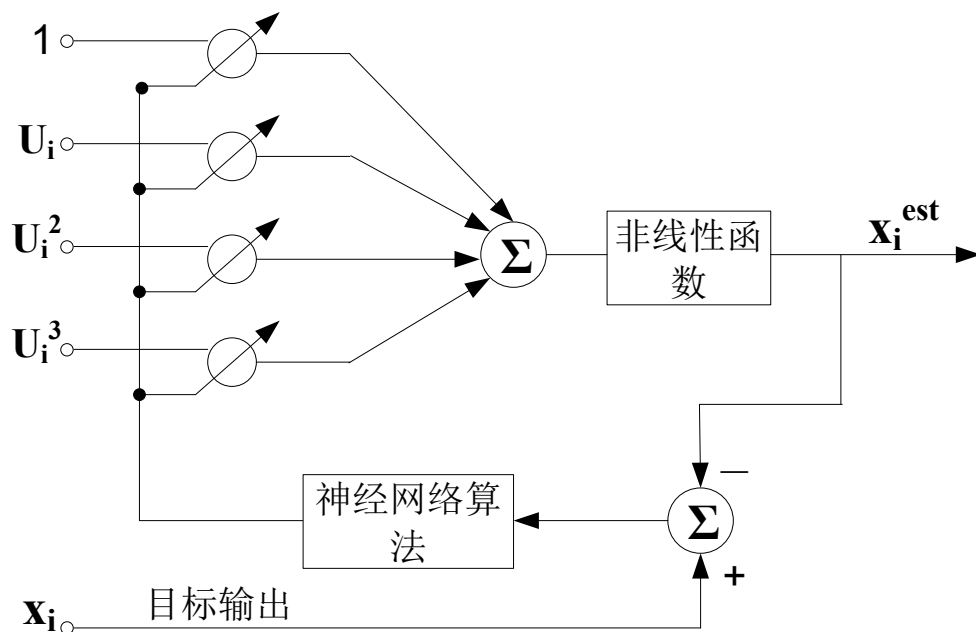 1
Uᵢ
Uᵢ²
Uᵢ³
Σ
非线性函
数
xᵢᵉˢᵗ
—
Σ
+
神经网络算
法
xᵢ
目标输出